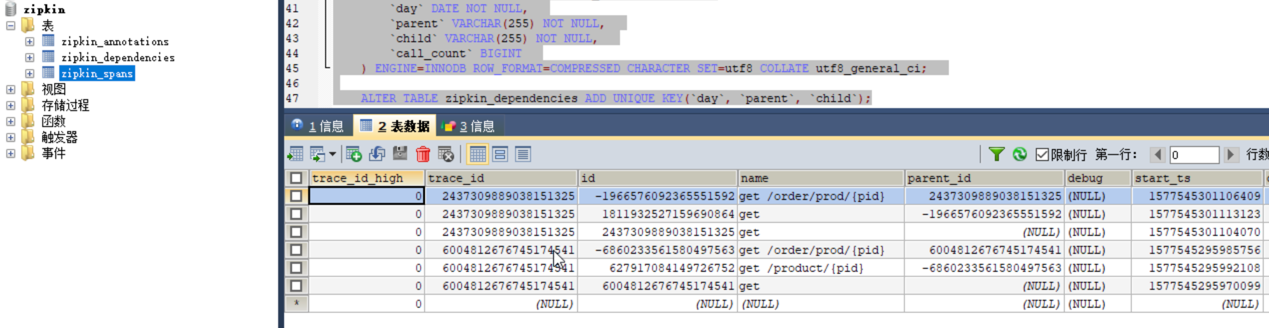 zipkin
表
zipkin_annotations
zipkin_dependencies
zipkin_spans
视图
存储过程
函数
触发器
事件
41 `day` DATE NOT NULL,
42 `parent` VARCHAR(255) NOT NULL,
43 `child` VARCHAR(255) NOT NULL,
44 `call_count` BIGINT
45 ) ENGINE=INNODB ROW_FORMAT=COMPRESSED CHARACTER SET=utf8 COLLATE utf8_general_ci;
46
47 ALTER TABLE zipkin_dependencies ADD UNIQUE KEY(`day`, `parent`, `child`);
1 信息 2 表数据 3 信息
限制行 第一行: 0 行数
trace_id_high trace_id id name parent_id debug start_ts
0 2437309889038151325 -1966576092365551592 get /order/prod/{pid} 2437309889038151325 (NULL) 1577545301106409
0 2437309889038151325 1811932527159690864 get -1966576092365551592 (NULL) 1577545301113123
0 2437309889038151325 2437309889038151325 get (NULL) (NULL) 1577545301104070
0 6004812676745174541 -6860233561580497563 get /order/prod/{pid} 6004812676745174541 (NULL) 1577545295985756
0 6004812676745174541 627917084149726752 get /product/{pid} -6860233561580497563 (NULL) 1577545295992108
0 6004812676745174541 6004812676745174541 get (NULL) (NULL) 1577545295970099
* 0 (NULL) (NULL) (NULL) (NULL) (NULL) (NULL)